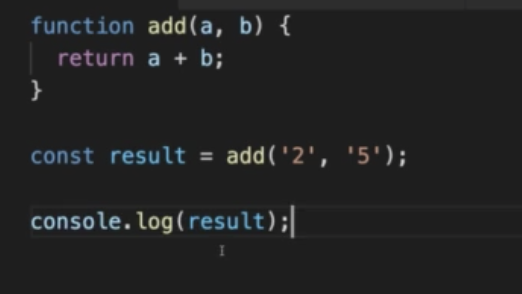 function add(a, b) {
  return a + b;
}

const result = add('2', '5');

console.log(result);